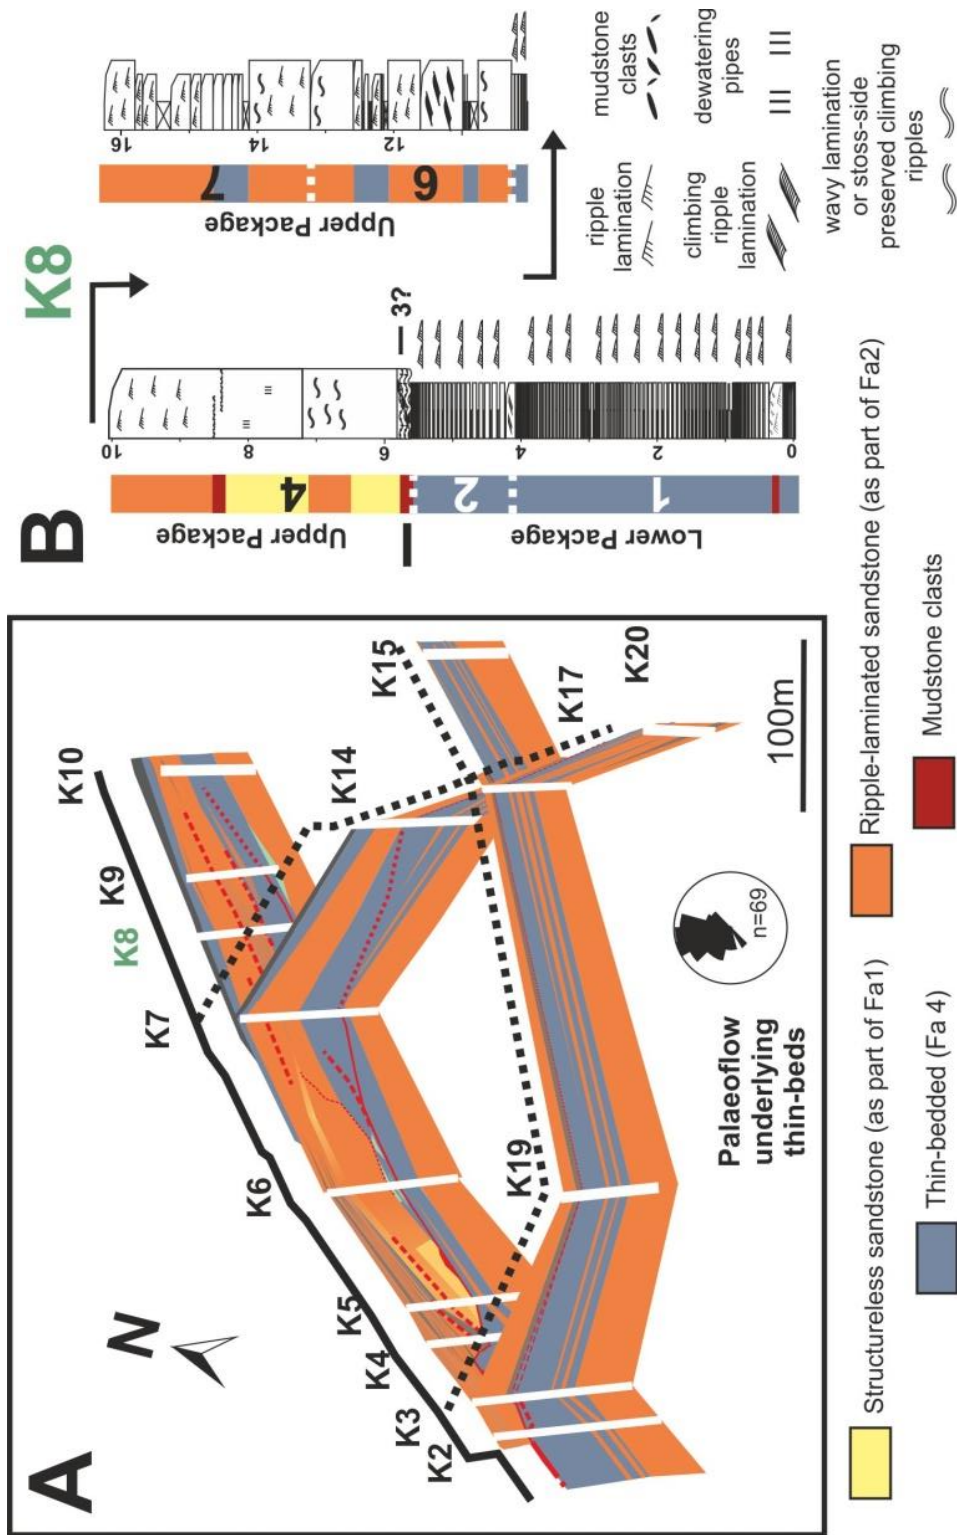 A
N
K10
K9
K8
K7
K6
K5
K4
K3
K2
K14
K15
K17
K19
K20
100m
Palaeoflow
underlying
thin-beds
n=69
B
K8
Upper Package
Lower Package
4
2
1
10
8
6
4
2
0
3?
Upper Package
Upper Package
7
6
16
14
12
ripple
lamination
mudstone
clasts
climbing
ripple
lamination
dewatering
pipes
wavy lamination
or stoss-side
preserved climbing
ripples
Structureless sandstone (as part of Fa1)
Ripple-laminated sandstone (as part of Fa2)
Thin-bedded (Fa 4)
Mudstone clasts